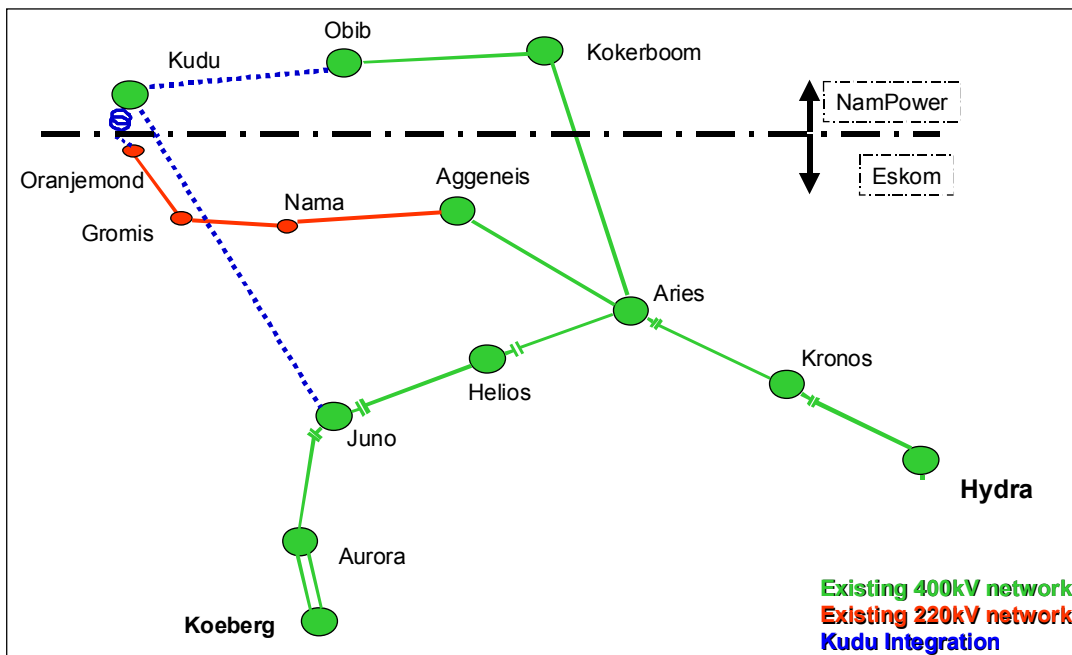 Obib
Kudu
Kokerboom
NamPower
Eskom
Oranjemond
Aggeneis
Nama
Gromis
Aries
Kronos
Helios
Juno
Hydra
Aurora
Koeberg
Existing 400kV network
Existing 220kV network
Kudu Integration